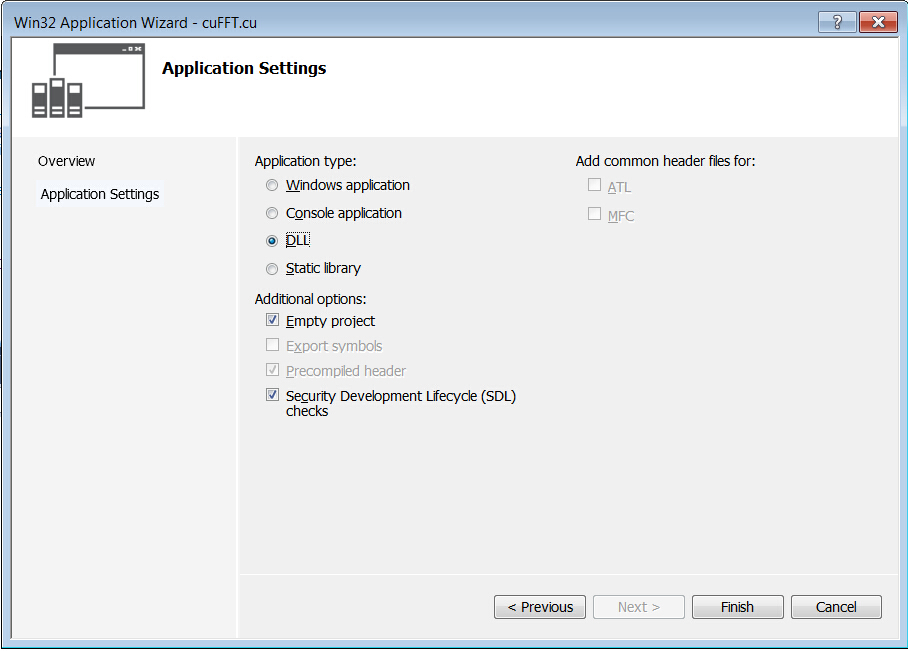 Win32 Application Wizard - cuFFT.cu
?
Application Settings
Overview
Application Settings
Application type:
Windows application
Console application
DLL
Static library
Additional options:
Empty project
Export symbols
Precompiled header
Security Development Lifecycle (SDL)
checks
Add common header files for:
ATL
MFC
< Previous
Next >
Finish
Cancel